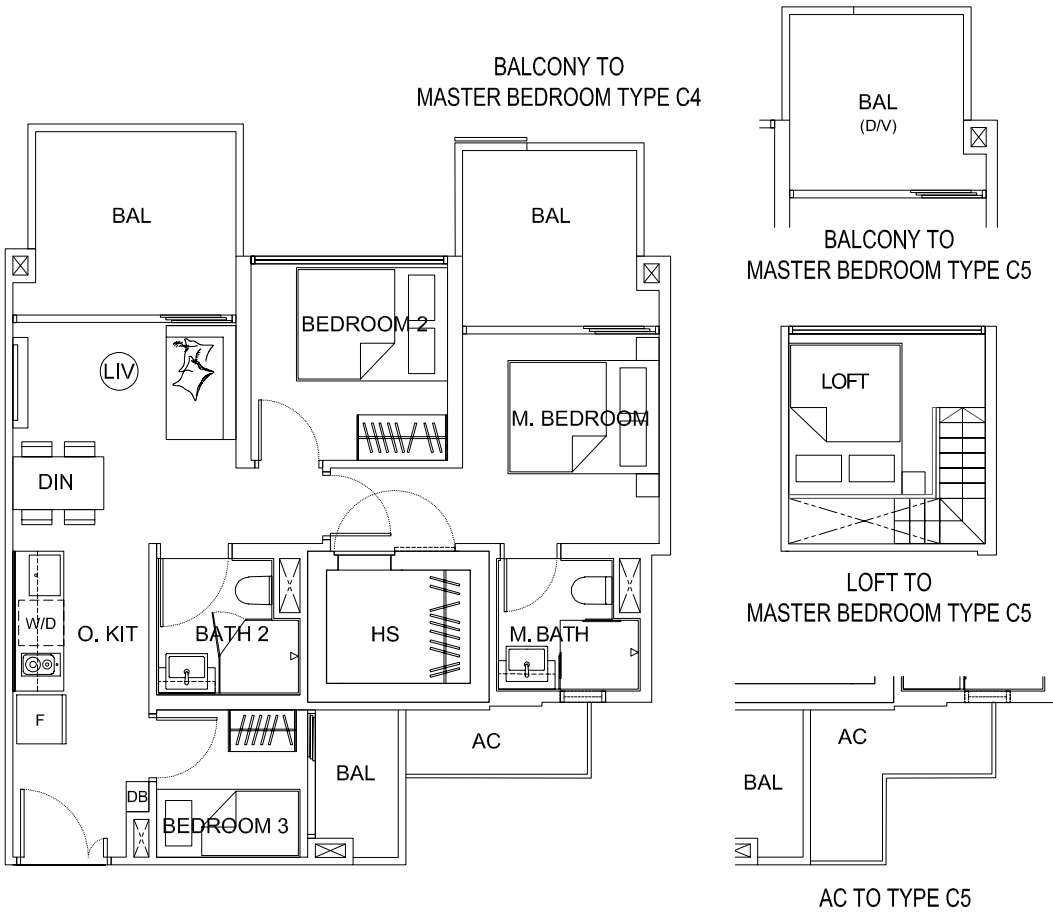 BALCONY TO
MASTER BEDROOM TYPE C4
BAL
BAL
BEDROOM 2
LIV
M. BEDROOM
DIN
W/D
O. KIT
BATH 2
HS
M. BATH
F
AC
BAL
DB
BEDROOM 3
BAL
(D/V)
BALCONY TO
MASTER BEDROOM TYPE C5
LOFT
LOFT TO
MASTER BEDROOM TYPE C5
AC
BAL
AC TO TYPE C5